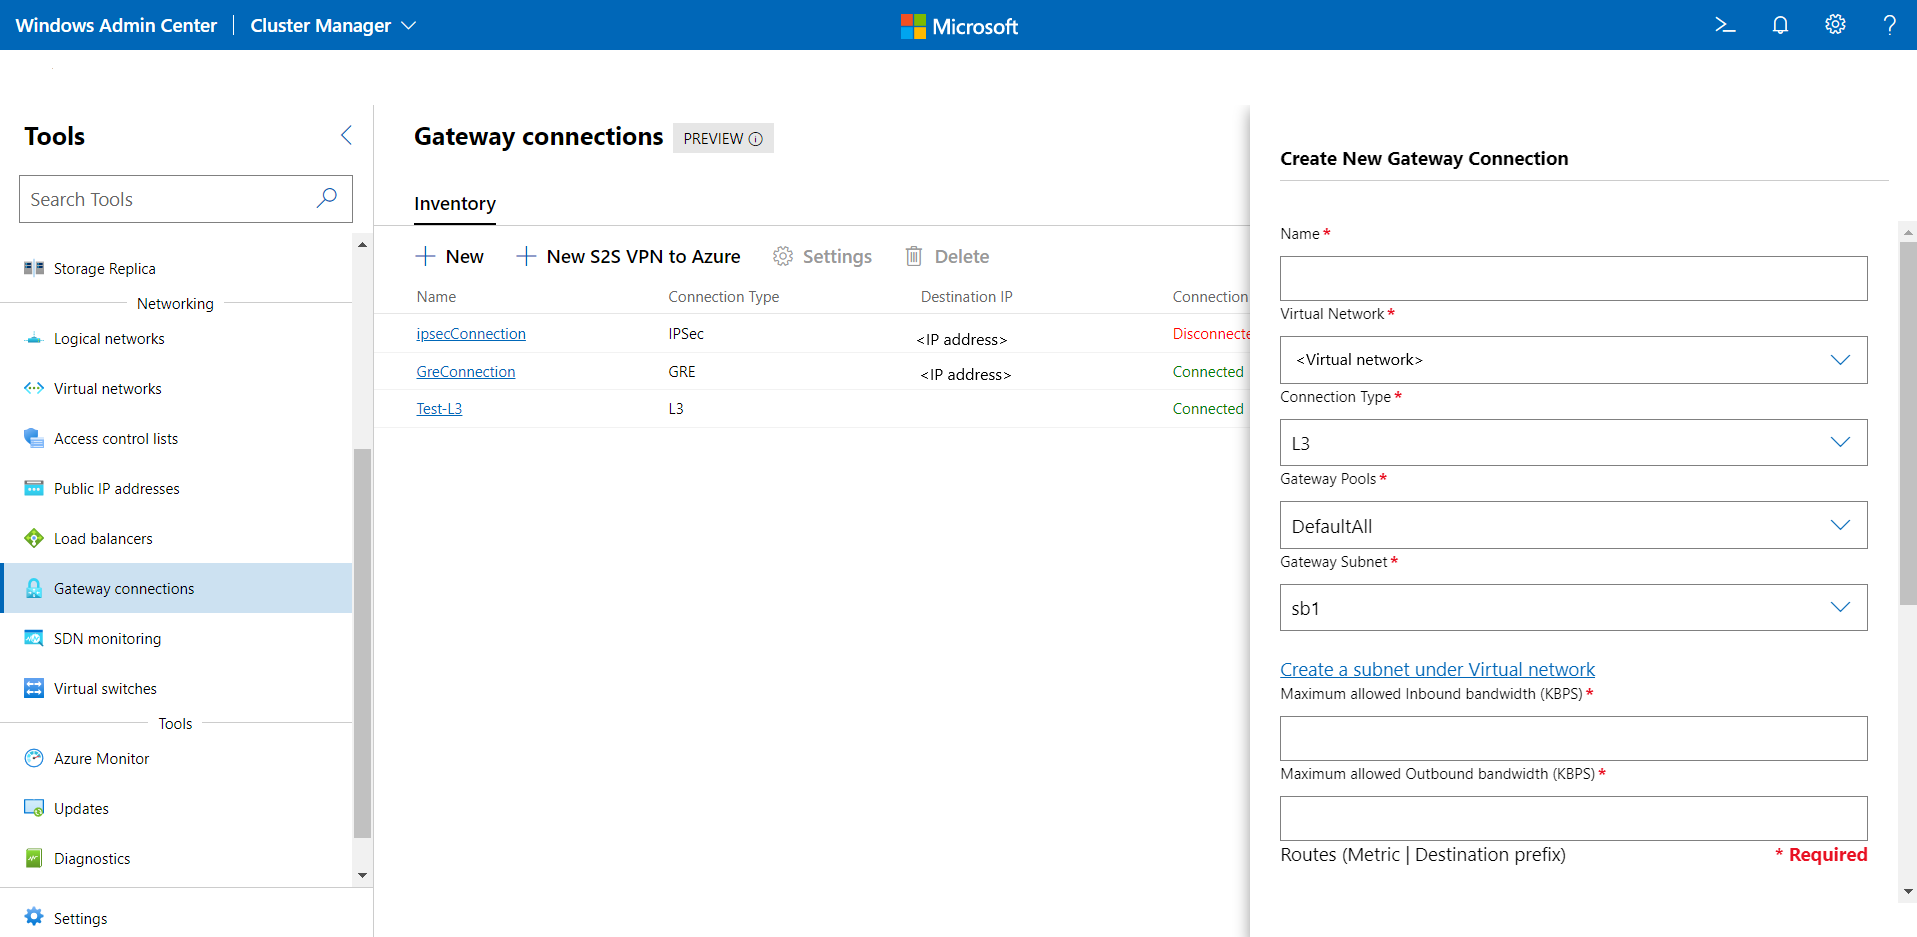 Windows Admin Center | Cluster Manager
Microsoft
Tools
Search Tools
Storage Replica
Networking
Logical networks
Virtual networks
Access control lists
Public IP addresses
Load balancers
Gateway connections
SDN monitoring
Virtual switches
Tools
Azure Monitor
Updates
Diagnostics
Settings
Gateway connections PREVIEW
Inventory
New New S2S VPN to Azure Settings Delete
Name Connection Type Destination IP Connection
ipsecConnection IPSec <IP address> Disconnecte
GreConnection GRE <IP address> Connected
Test-L3 L3 Connected
Create New Gateway Connection
Name *
Virtual Network *
<Virtual network>
Connection Type *
L3
Gateway Pools *
DefaultAll
Gateway Subnet *
sb1
Create a subnet under Virtual network
Maximum allowed Inbound bandwidth (KBPS) *
Maximum allowed Outbound bandwidth (KBPS) *
Routes (Metric | Destination prefix) * Required